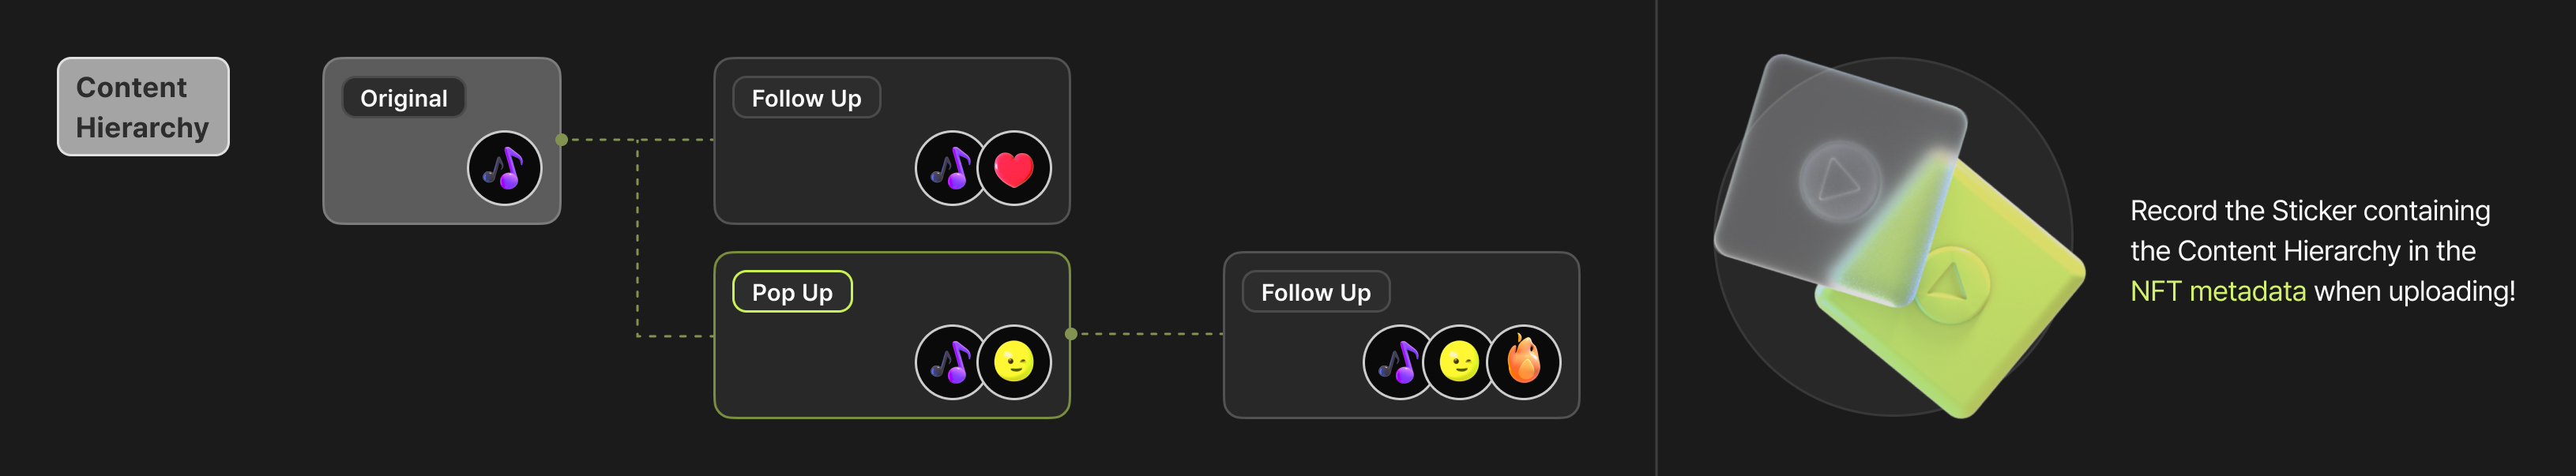 Content
Hierarchy
Original
Follow Up
Pop Up
Follow Up
Record the Sticker containing
the Content Hierarchy in the
NFT metadata when uploading!